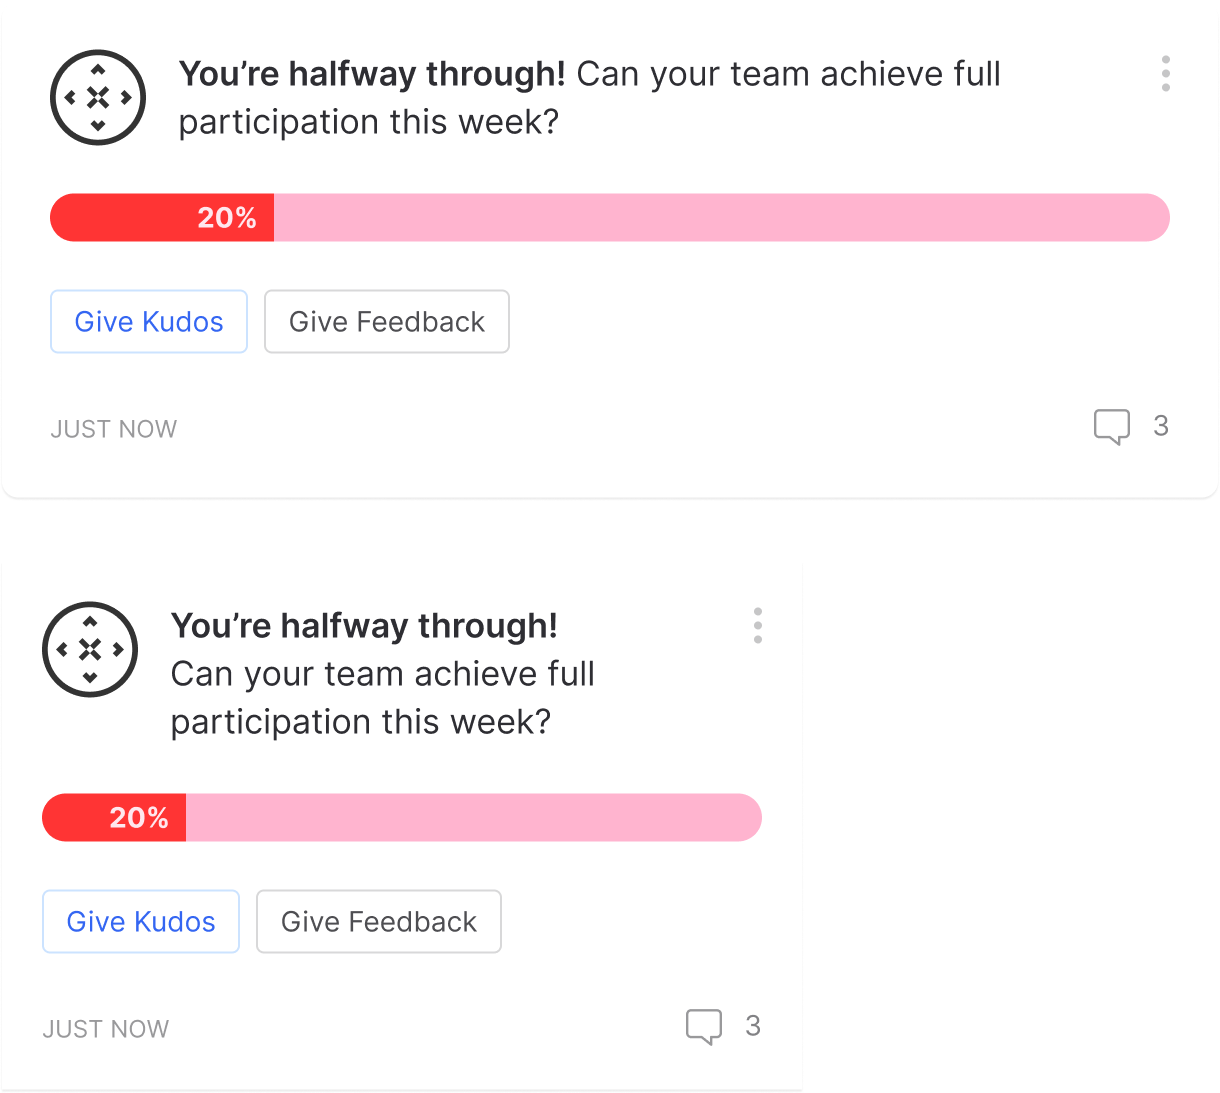 You’re halfway through! Can your team achieve full
participation this week?
20%
Give Kudos
Give Feedback
JUST NOW
3
You’re halfway through!
Can your team achieve full
participation this week?
20%
Give Kudos
Give Feedback
JUST NOW
3